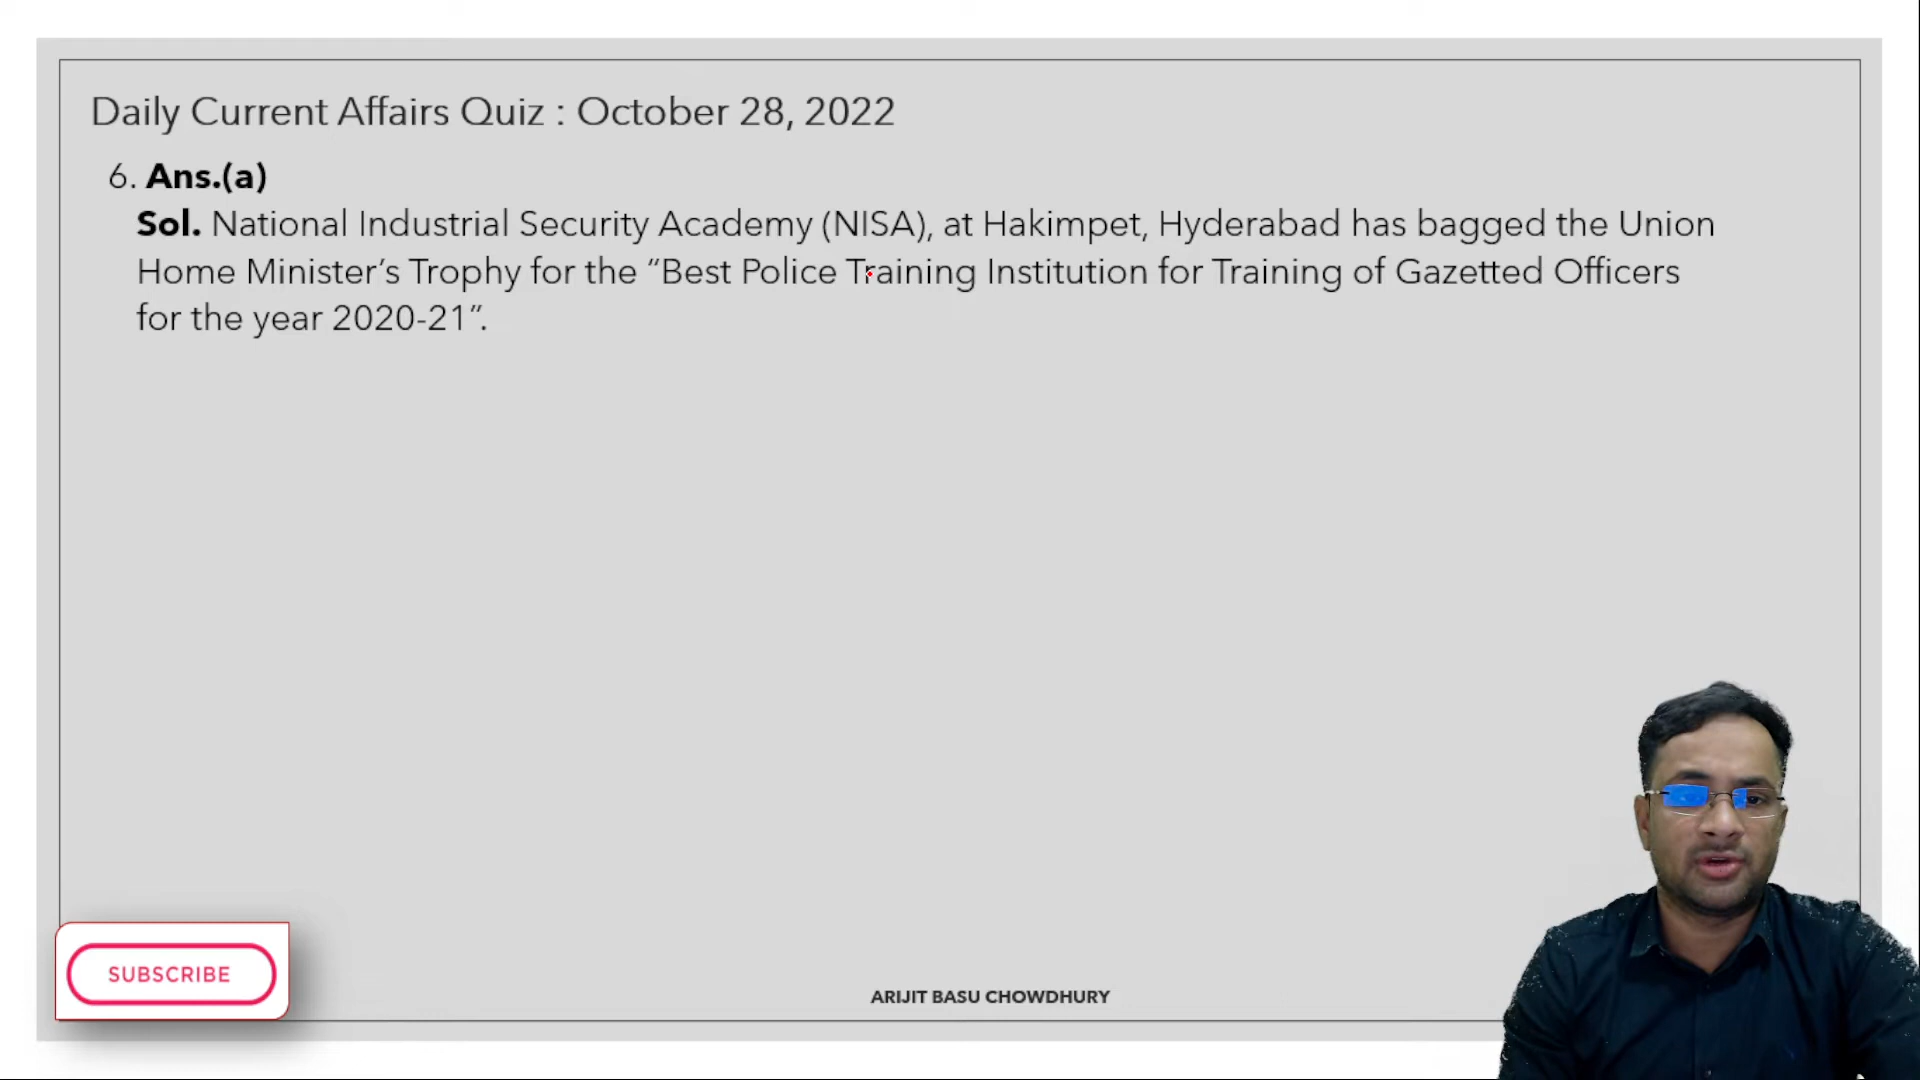 Daily Current Affairs Quiz : October 28, 2022
6. Ans.(a)
Sol. National Industrial Security Academy (NISA), at Hakimpet, Hyderabad has bagged the Union
Home Minister’s Trophy for the “Best Police Training Institution for Training of Gazetted Officers
for the year 2020-21”.
SUBSCRIBE
ARIJIT BASU CHOWDHURY